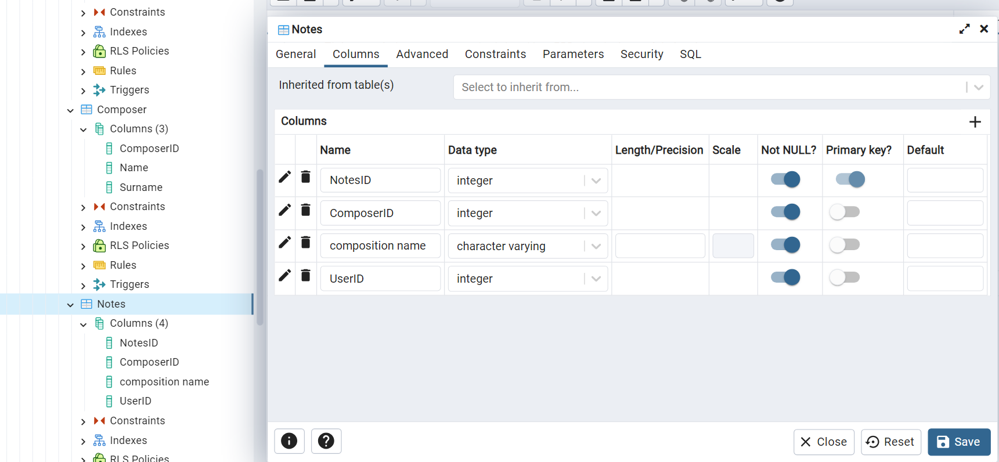 Constraints
Indexes
RLS Policies
Rules
Triggers
Composer
Columns (3)
ComposerID
Name
Surname
Constraints
Indexes
RLS Policies
Rules
Triggers
Notes
Columns (4)
NotesID
ComposerID
composition name
UserID
Constraints
Indexes
RLS Policies
Notes
General Columns Advanced Constraints Parameters Security SQL
Inherited from table(s) Select to inherit from...
Columns
Name Data type Length/Precision Scale Not NULL? Primary key? Default
NotesID integer
ComposerID integer
composition name character varying
UserID integer
Close Reset Save